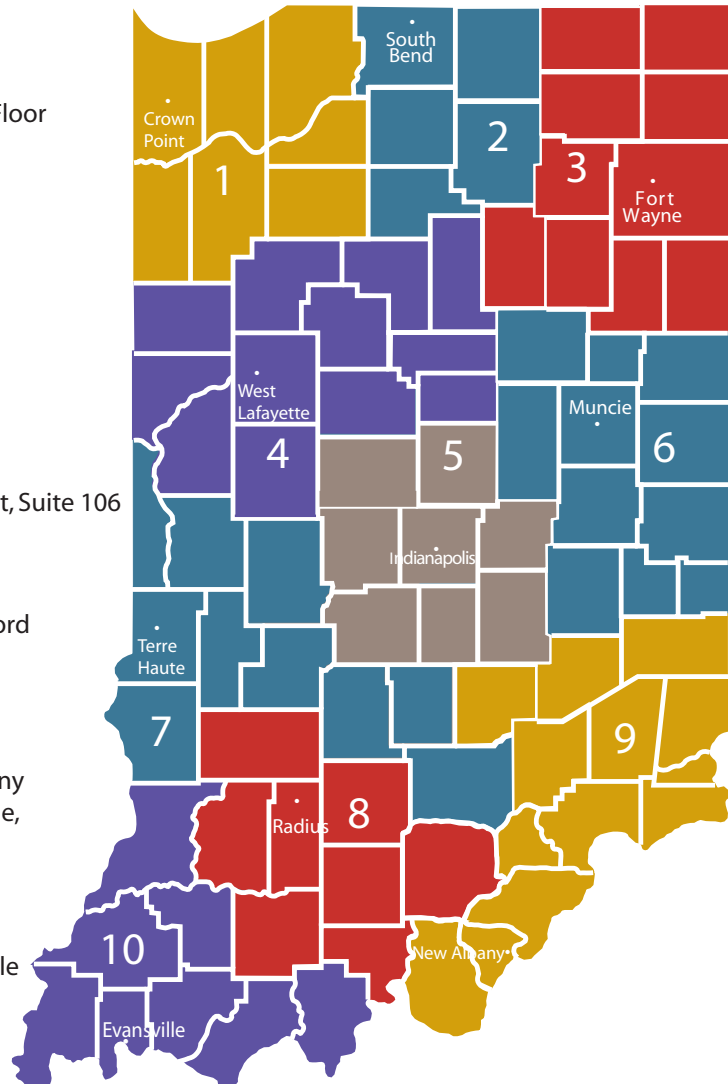 Floor
t, Suite 106
ord
ny
e,
le
South
Bend
Crown
Point
1
2
3
Fort
Wayne
West
Lafayette
4
5
Muncie
6
Indianapolis
Terre
Haute
7
Radius
8
9
10
New Albany
Evansville